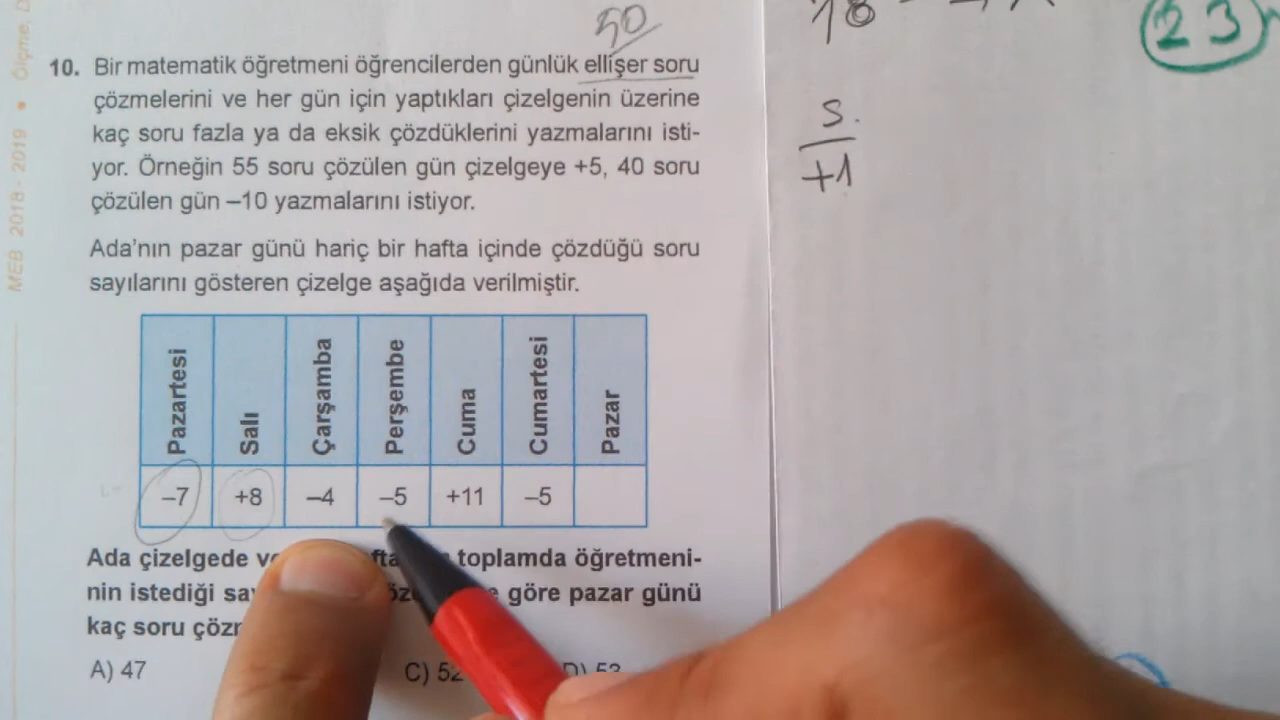 50
18
23
10. Bir matematik öğretmeni öğrencilerden günlük ellişer soru
çözmelerini ve her gün için yaptıkları çizelgenin üzerine
kaç soru fazla ya da eksik çözdüklerini yazmalarını isti-
yor. Örneğin 55 soru çözülen gün çizelgeye +5, 40 soru
çözülen gün –10 yazmalarını istiyor.
S.
+1
Ada'nın pazar günü hariç bir hafta içinde çözdüğü soru
sayılarını gösteren çizelge aşağıda verilmiştir.
Pazartesi Salı Çarşamba Perşembe Cuma Cumartesi Pazar
–7 +8 –4 –5 +11 –5
Ada çizelgede toplamda öğretmeni-
nin istediği göre pazar günü
kaç soru
A) 47 C) D)
MEB 2018 - 2019 • Ölçme,